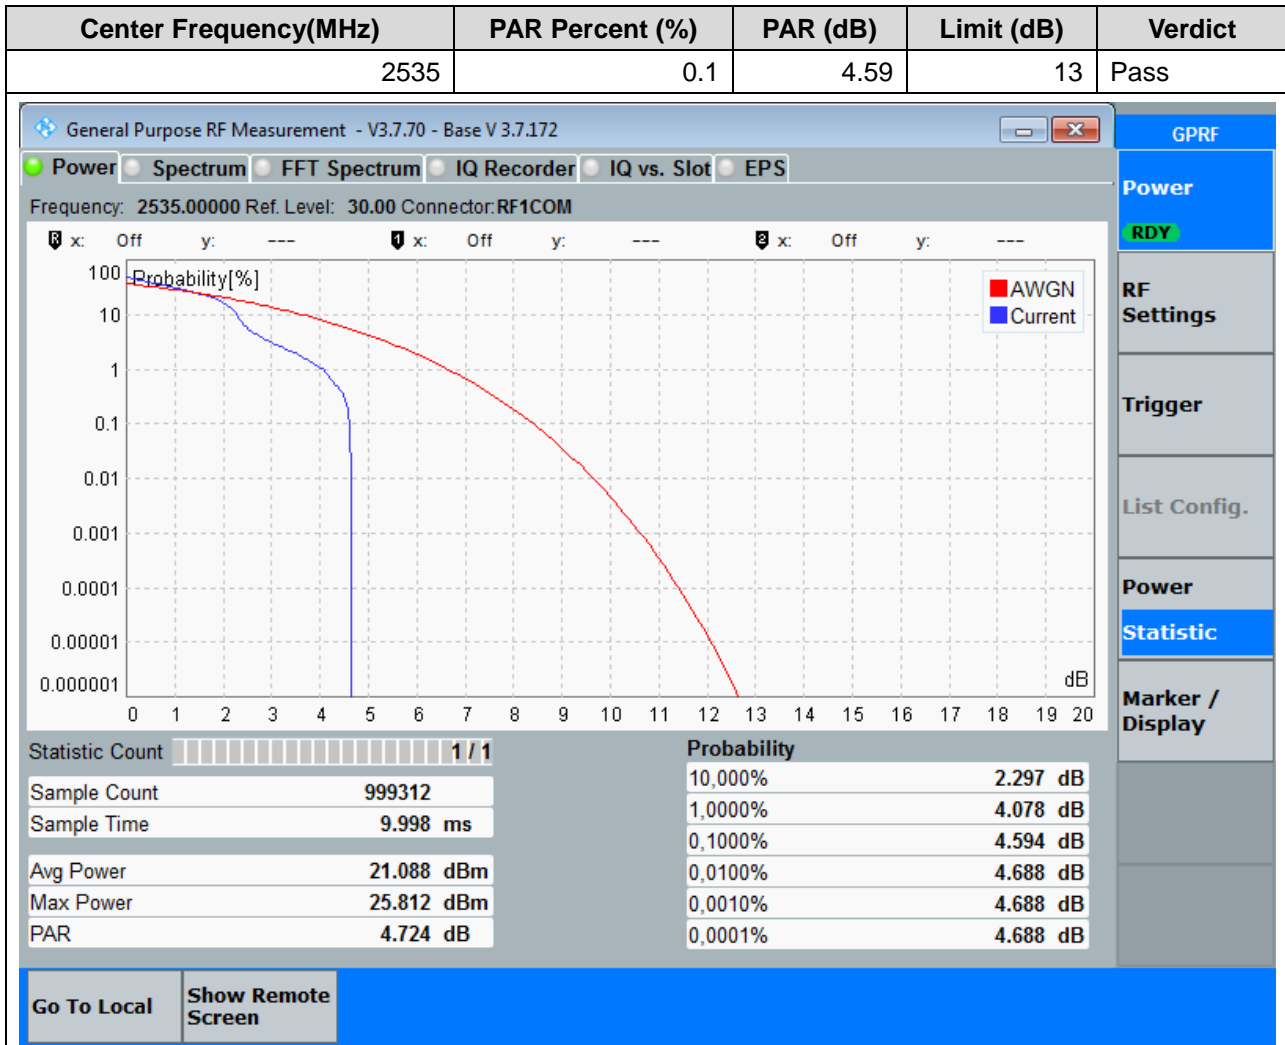 Center Frequency(MHz) PAR Percent (%) PAR (dB) Limit (dB) Verdict
2535 0.1 4.59 13 Pass
General Purpose RF Measurement - V3.7.70 - Base V 3.7.172
GPRF
Power Spectrum FFT Spectrum IQ Recorder IQ vs. Slot EPS
Power
RDY
Frequency: 2535.00000 Ref. Level: 30.00 Connector:RF1COM
R x: Off y: --- 1 x: Off y: --- 2 x: Off y: ---
Probability[%]
AWGN
Current
100
10
1
0.1
0.01
0.001
0.0001
0.00001
0.000001
dB
0 1 2 3 4 5 6 7 8 9 10 11 12 13 14 15 16 17 18 19 20
RF
Settings
Trigger
List Config.
Power
Statistic
Marker /
Display
Statistic Count 1 / 1
Sample Count 999312
Sample Time 9.998 ms
Avg Power 21.088 dBm
Max Power 25.812 dBm
PAR 4.724 dB
Probability
10,000% 2.297 dB
1,0000% 4.078 dB
0,1000% 4.594 dB
0,0100% 4.688 dB
0,0010% 4.688 dB
0,0001% 4.688 dB
Go To Local
Show Remote
Screen